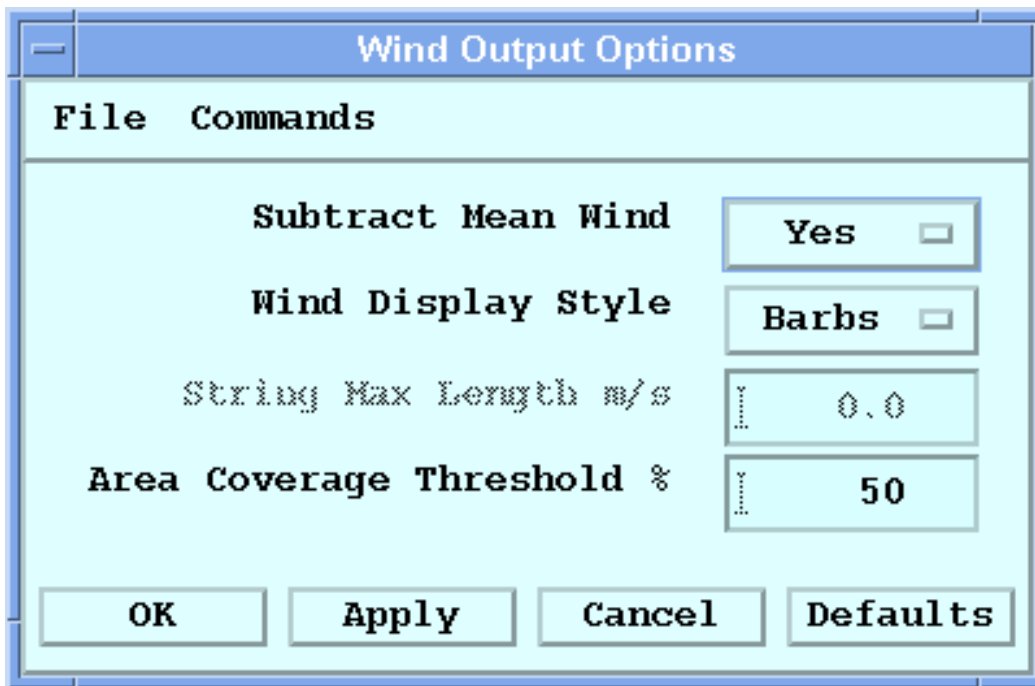 Wind Output Options
File Commands
Subtract Mean Wind Yes
Wind Display Style Barbs
String Max Length m/s 0.0
Area Coverage Threshold % 50
OK Apply Cancel Defaults